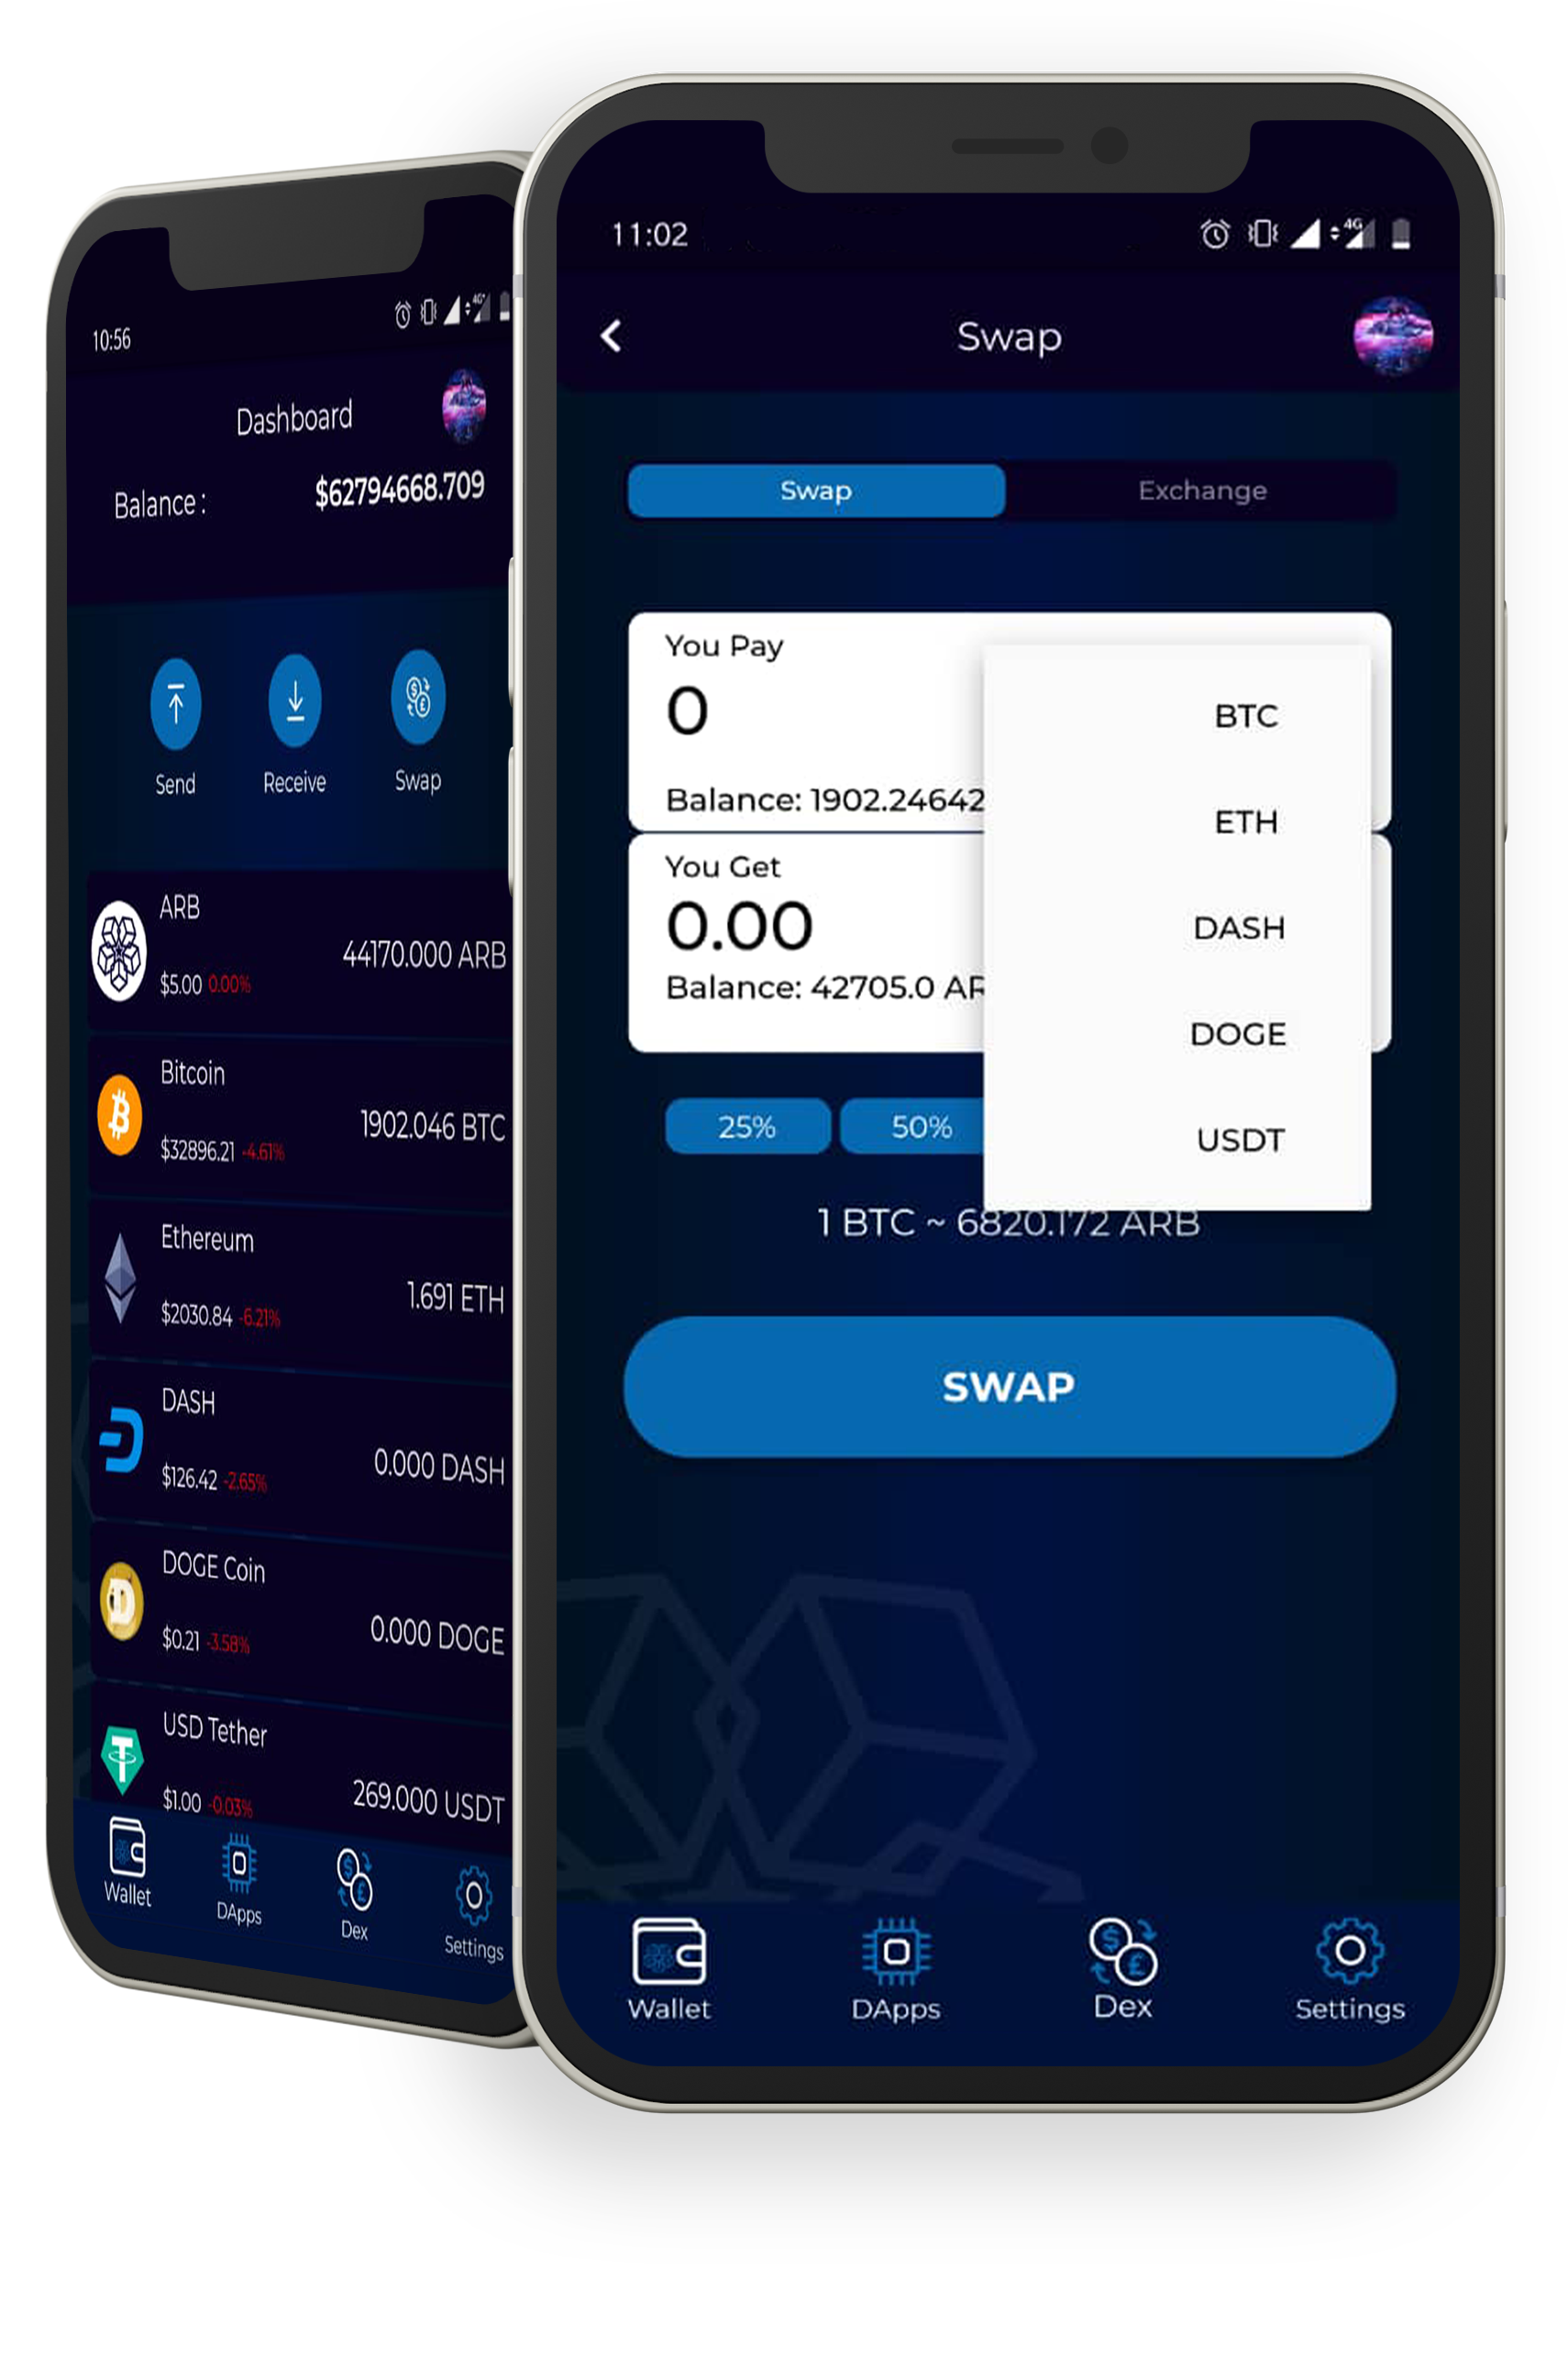 10:56
4G
Dashboard
Balance :
$62794668.709
Send
Receive
Swap
ARB
$5.00 0.00%
44170.000 ARB
Bitcoin
$32896.21 -4.61%
1902.046 BTC
Ethereum
$2030.84 -6.21%
1.691 ETH
DASH
$126.42 -2.65%
0.000 DASH
DOGE Coin
$0.21 -3.58%
0.000 DOGE
USD Tether
$1.00 -0.03%
269.000 USDT
Wallet
DApps
Dex
Settings
11:02
4G
Swap
Swap
Exchange
You Pay
0
Balance: 1902.24642
You Get
0.00
Balance: 42705.0
BTC
ETH
DASH
DOGE
USDT
25%
50%
1 BTC ~ 6820.172 ARB
SWAP
Wallet
DApps
Dex
Settings